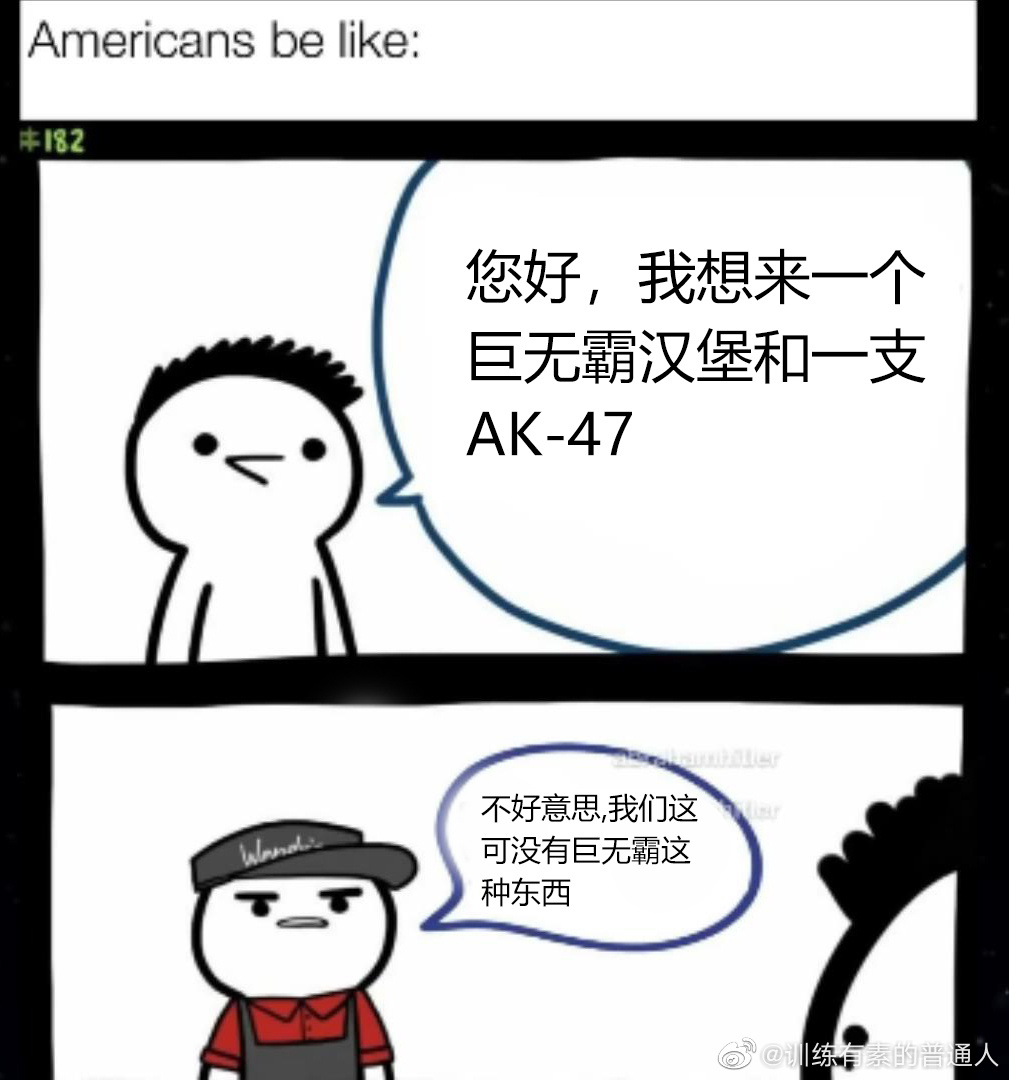 Americans be like:
#182
您好，我想来一个
巨无霸汉堡和一支
AK-47
abrahamhiller
hiller
不好意思,我们这
可没有巨无霸这
种东西
@训练有素的普通人